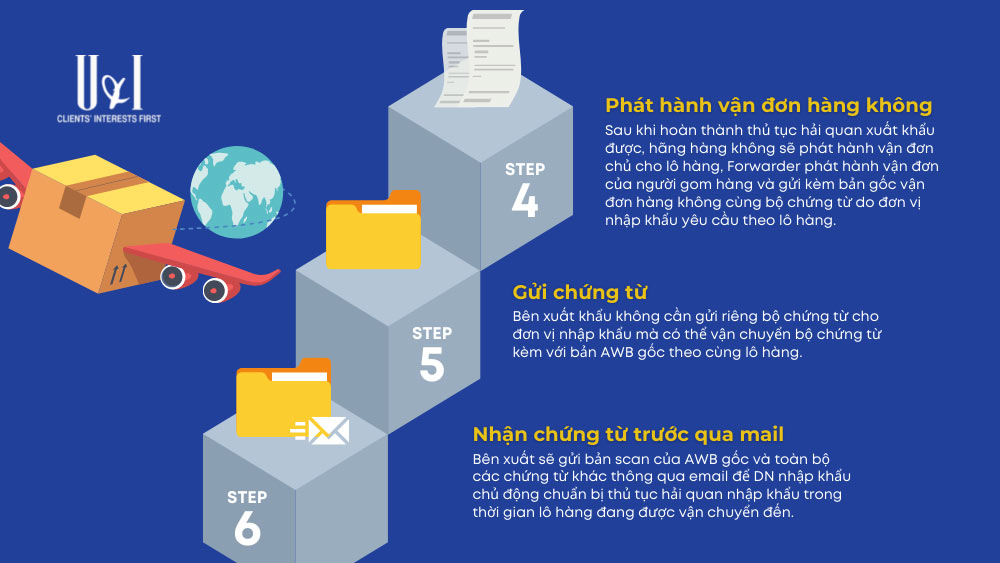 U&I
CLIENTS' INTERESTS FIRST
STEP
4
Phát hành vận đơn hàng không
Sau khi hoàn thành thủ tục hải quan xuất khẩu
được, hãng hàng không sẽ phát hành vận đơn
chủ cho lô hàng, Forwarder phát hành vận đơn
của người gom hàng và gửi kèm bản gốc vận
đơn hàng không cùng bộ chứng từ do đơn vị
nhập khẩu yêu cầu theo lô hàng.
STEP
5
Gửi chứng từ
Bên xuất khẩu không cần gửi riêng bộ chứng từ cho
đơn vị nhập khẩu mà có thể vận chuyển bộ chứng từ
kèm với bản AWB gốc theo cùng lô hàng.
STEP
6
Nhận chứng từ trước qua mail
Bên xuất sẽ gửi bản scan của AWB gốc và toàn bộ
các chứng từ khác thông qua email để DN nhập khẩu
chủ động chuẩn bị thủ tục hải quan nhập khẩu trong
thời gian lô hàng đang được vận chuyển đến.